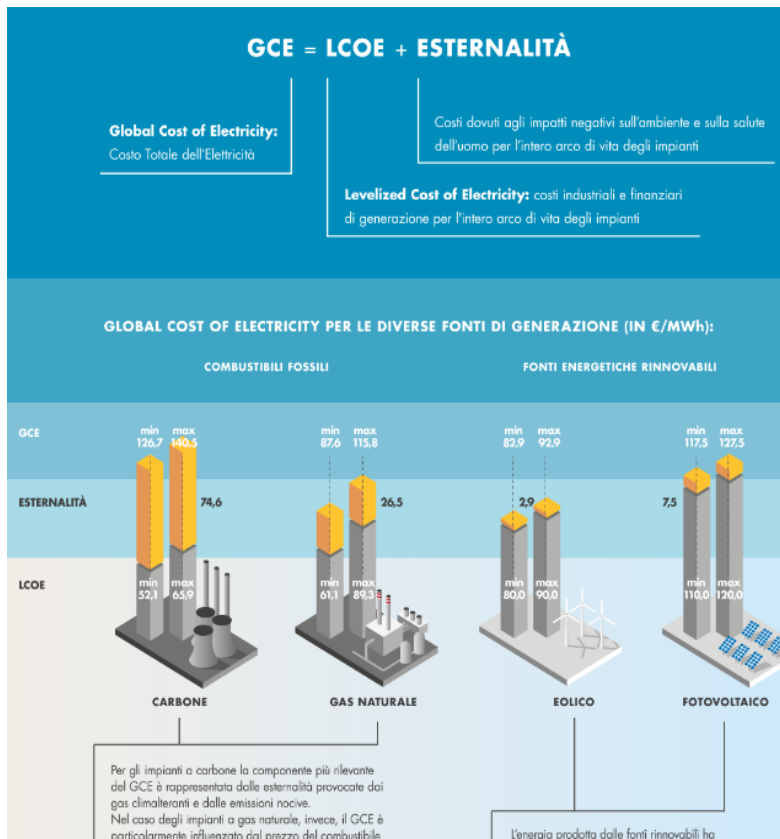 GCE = LCOE + ESTERNALITÀ
Global Cost of Electricity:
Costo Totale dell'Elettricità
Costi dovuti agli impatti negativi sull'ambiente e sulla salute
dell'uomo per l'intero arco di vita degli impianti
Levelized Cost of Electricity: costi industriali e finanziari
di generazione per l'intero arco di vita degli impianti
GLOBAL COST OF ELECTRICITY PER LE DIVERSE FONTI DI GENERAZIONE (IN €/MWh):
COMBUSTIBILI FOSSILI
FONTI ENERGETICHE RINNOVABILI
GCE
min max min max min max min max
126,7 140,5 87,6 115,8 82,9 92,9 117,5 127,5
ESTERNALITÀ
74,6 26,5 2,9 7,5
LCOE
min max min max min max min max
52,1 65,9 61,1 89,3 80,0 90,0 110,0 120,0
CARBONE GAS NATURALE EOLICO FOTOVOLTAICO
Per gli impianti a carbone la componente più rilevante
del GCE è rappresentata dalle esternalità provocate dai
gas climalteranti e dalle emissioni nocive.
Nel caso degli impianti a gas naturale, invece, il GCE è
particolarmente influenzato dal prezzo del combustibile
L'energia prodotta dalle fonti rinnovabili ha